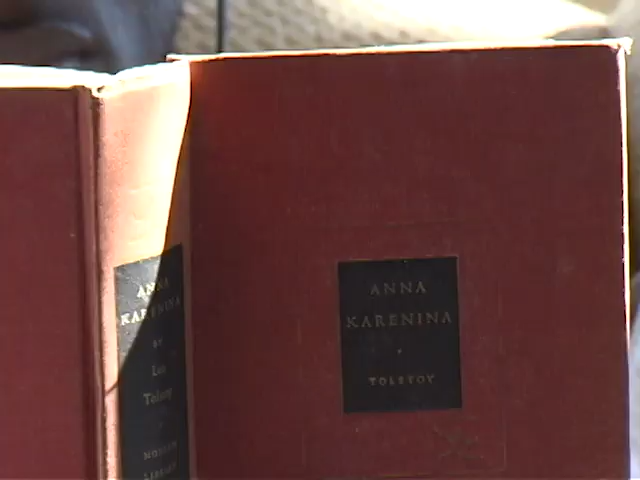 ANNA
KARENINA
BY
Leo
Tolstoy
MODERN
LIBRARY
ANNA
KARENINA
TOLSTOY